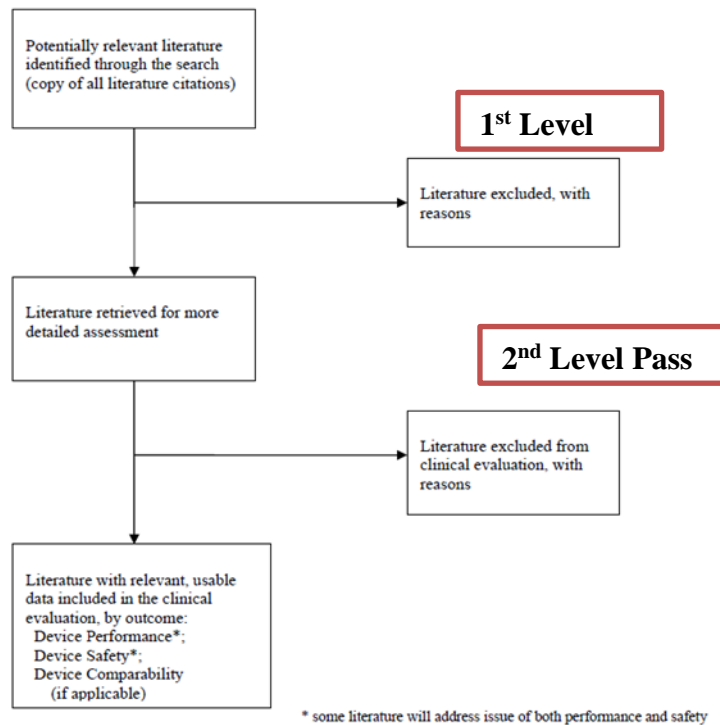 Potentially relevant literature
identified through the search
(copy of all literature citations)
1st Level
Literature excluded, with
reasons
Literature retrieved for more
detailed assessment
2nd Level Pass
Literature excluded from
clinical evaluation, with
reasons
Literature with relevant, usable
data included in the clinical
evaluation, by outcome:
Device Performance*;
Device Safety*;
Device Comparability
(if applicable)
* some literature will address issue of both performance and safety